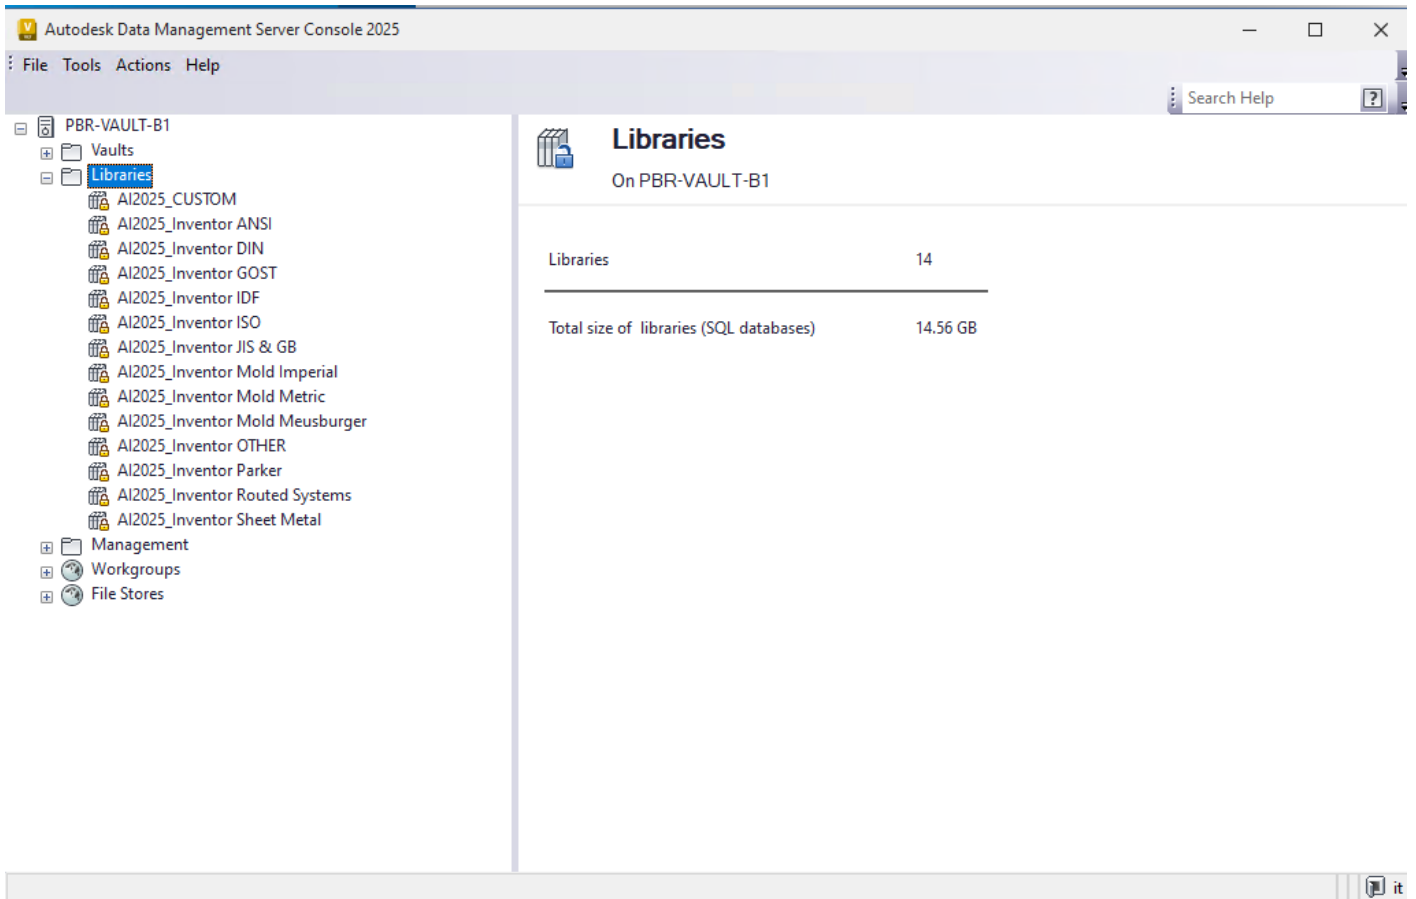 Autodesk Data Management Server Console 2025
File Tools Actions Help
Search Help
PBR-VAULT-B1
Vaults
Libraries
AI2025_CUSTOM
AI2025_Inventor ANSI
AI2025_Inventor DIN
AI2025_Inventor GOST
AI2025_Inventor IDF
AI2025_Inventor ISO
AI2025_Inventor JIS & GB
AI2025_Inventor Mold Imperial
AI2025_Inventor Mold Metric
AI2025_Inventor Mold Meusburger
AI2025_Inventor OTHER
AI2025_Inventor Parker
AI2025_Inventor Routed Systems
AI2025_Inventor Sheet Metal
Management
Workgroups
File Stores
Libraries
On PBR-VAULT-B1
Libraries 14
Total size of libraries (SQL databases) 14.56 GB
it